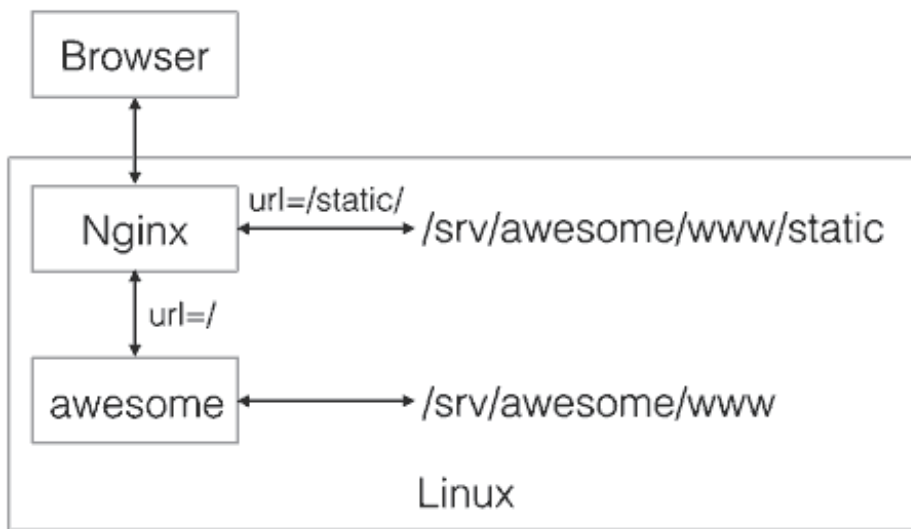 Browser
url=/static/
Nginx
/srv/awesome/www/static
url=/
awesome
/srv/awesome/www
Linux